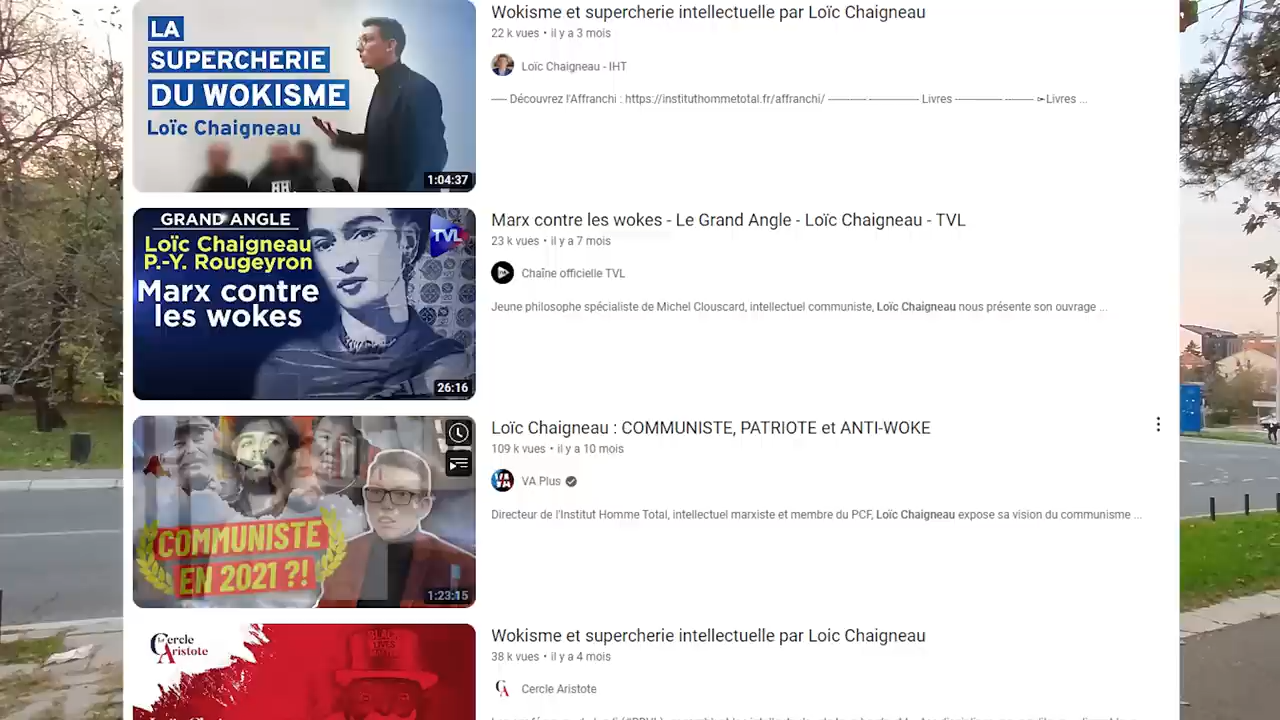 LA
SUPERCHERIE
DU WOKISME
Loïc Chaigneau
1:04:37
Wokisme et supercherie intellectuelle par Loïc Chaigneau
22 k vues • il y a 3 mois
Loïc Chaigneau - IHT
----- Découvrez l'Affranchi : https://instituthommetotal.fr/affranchi/ ------------ --------------- Livres --------------- --------- ➳Livres ...
GRAND ANGLE
Loïc Chaigneau
P.-Y. Rougeyron
Marx contre
les wokes
TVL
26:16
Marx contre les wokes - Le Grand Angle - Loïc Chaigneau - TVL
23 k vues • il y a 7 mois
Chaîne officielle TVL
Jeune philosophe spécialiste de Michel Clouscard, intellectuel communiste, Loïc Chaigneau nous présente son ouvrage ...
COMMUNISTE
EN 2021 ?!
1:23:15
Loïc Chaigneau : COMMUNISTE, PATRIOTE et ANTI-WOKE
109 k vues • il y a 10 mois
VA Plus
Directeur de l'Institut Homme Total, intellectuel marxiste et membre du PCF, Loïc Chaigneau expose sa vision du communisme ...
Le Cercle
Aristote
BLACK
LIVES
Wokisme et supercherie intellectuelle par Loic Chaigneau
38 k vues • il y a 4 mois
CA
Cercle Aristote